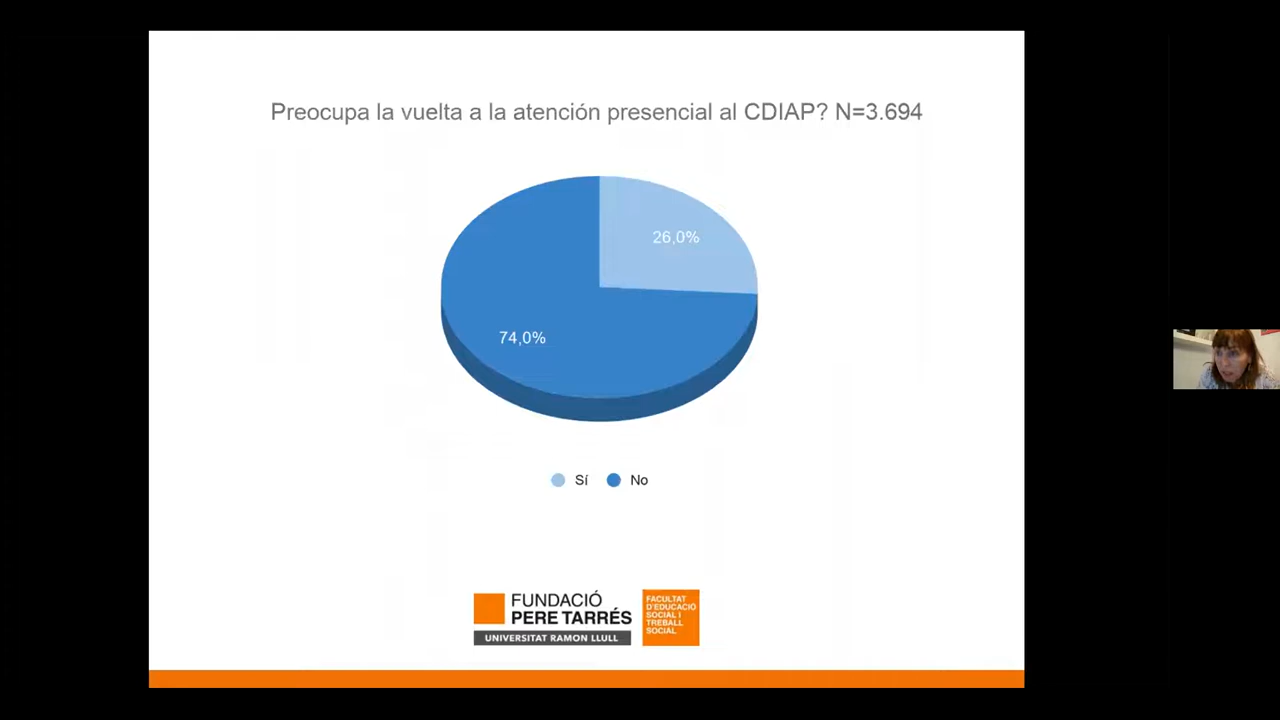 Preocupa la vuelta a la atención presencial al CDIAP? N=3.694
26,0%
74,0%
Sí
No
FUNDACIÓ
PERE TARRÉS
UNIVERSITAT RAMON LLULL
FACULTAT
D'EDUCACIÓ
SOCIAL I
TREBALL
SOCIAL